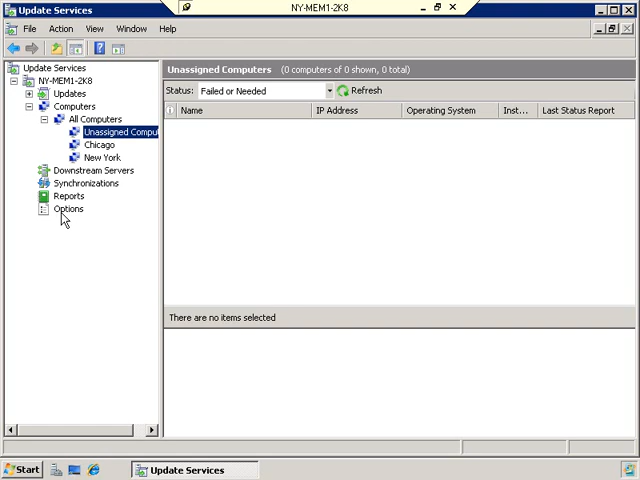 Update Services
NY-MEM1-2K8
File Action View Window Help
Update Services
NY-MEM1-2K8
Updates
Computers
All Computers
Unassigned Compu
Chicago
New York
Downstream Servers
Synchronizations
Reports
Options
Unassigned Computers (0 computers of 0 shown, 0 total)
Status: Failed or Needed Refresh
Name IP Address Operating System Inst... Last Status Report
There are no items selected
Start Update Services